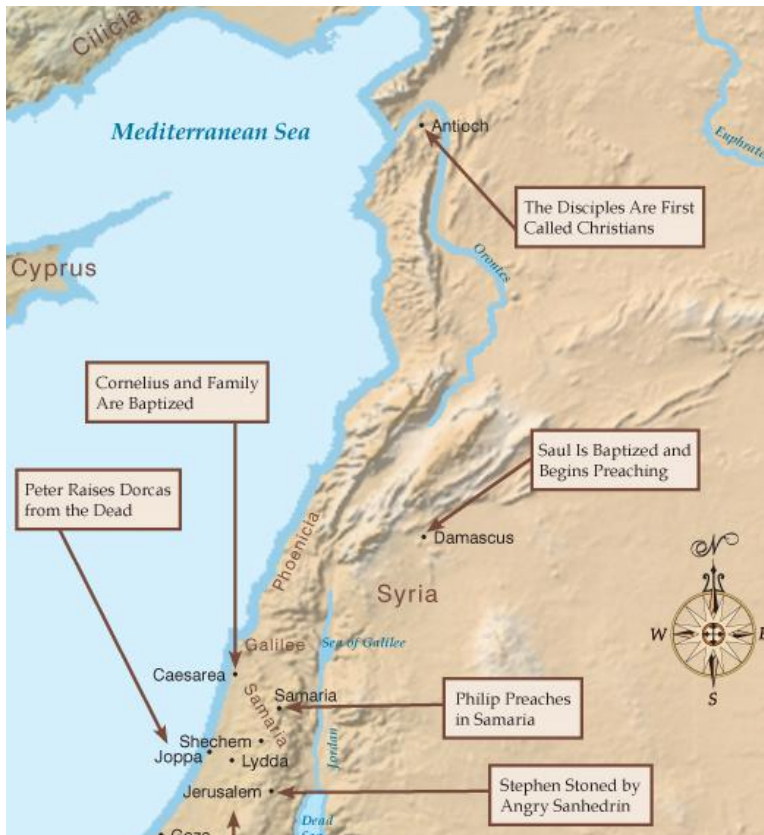 Cilicia
Mediterranean Sea
Antioch
Euphrate
The Disciples Are First
Called Christians
Cyprus
Orontes
Cornelius and Family
Are Baptized
Saul Is Baptized and
Begins Preaching
Peter Raises Dorcas
from the Dead
Phoenicia
Damascus
Syria
N
W
E
S
Galilee
Sea of Galilee
Caesarea
Samaria
Samaria
Philip Preaches
in Samaria
Shechem
Joppa
Lydda
Jordan
Jerusalem
Stephen Stoned by
Angry Sanhedrin
Dead
Sea
Gaza